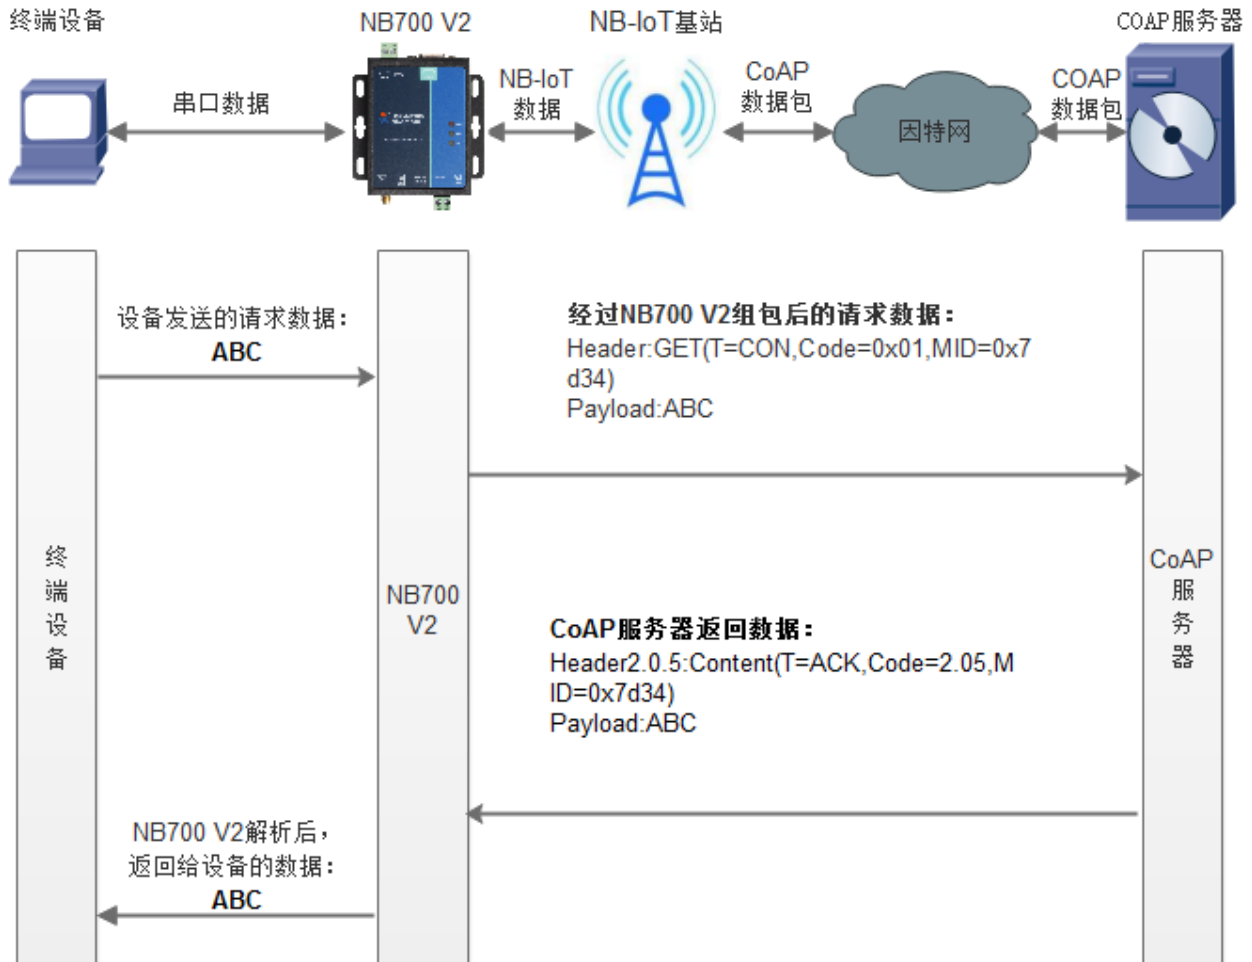 终端设备
NB700 V2
NB-IoT基站
COAP服务器
串口数据
NB-IoT
数据
CoAP
数据包
因特网
COAP
数据包
设备发送的请求数据：
ABC
经过NB700 V2组包后的请求数据：
Header:GET(T=CON,Code=0x01,MID=0x7
d34)
Payload:ABC
终
端
设
备
NB700
V2
CoAP
服
务
器
CoAP服务器返回数据：
Header2.0.5:Content(T=ACK,Code=2.05,M
ID=0x7d34)
Payload:ABC
NB700 V2解析后，
返回给设备的数据：
ABC